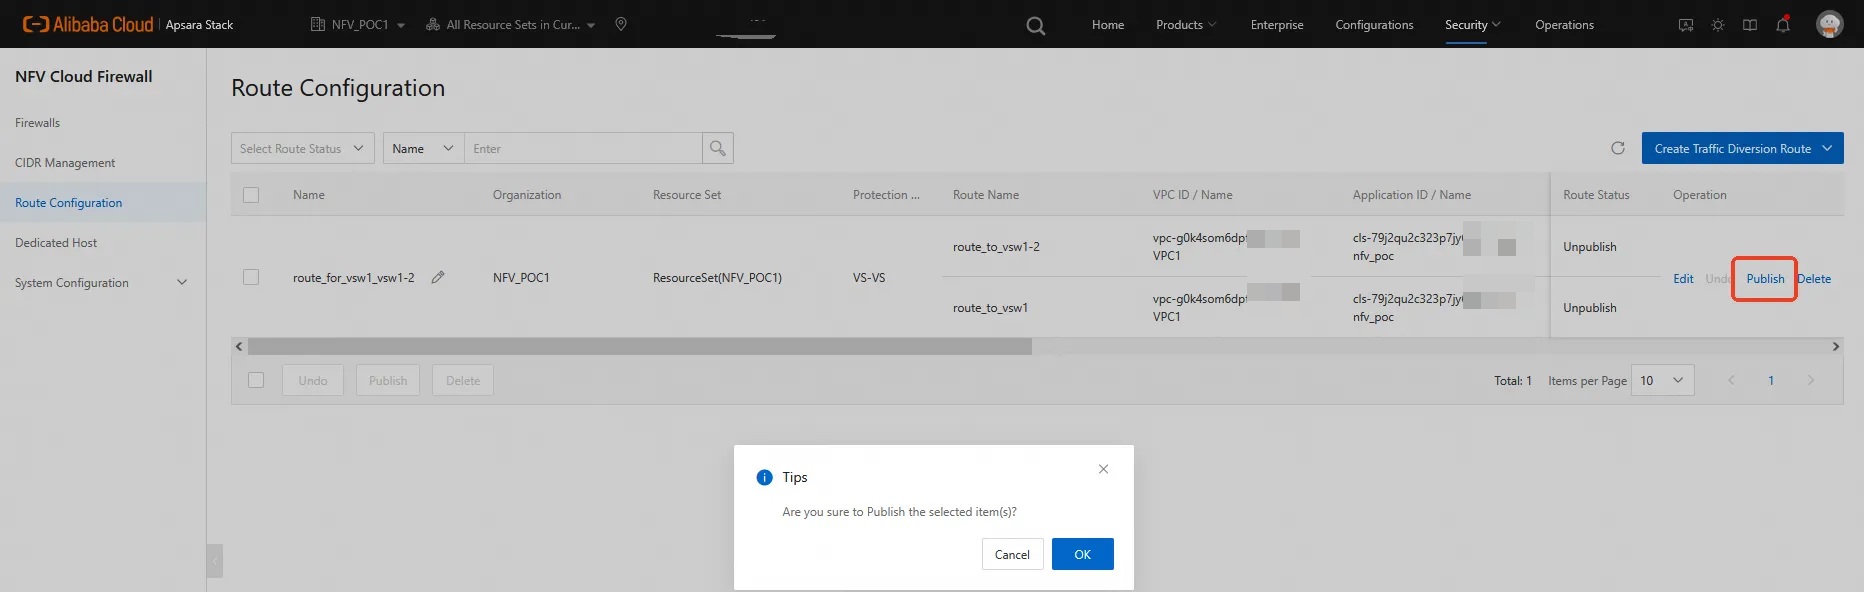 Alibaba Cloud | Apsara Stack NFV_POC1 All Resource Sets in Cur... Home Products Enterprise Configurations Security Operations
NFV Cloud Firewall
Firewalls
CIDR Management
Route Configuration
Dedicated Host
System Configuration
Route Configuration
Select Route Status Name Enter Create Traffic Diversion Route
Name Organization Resource Set Protection ... Route Name VPC ID / Name Application ID / Name Route Status Operation
route_for_vsw1_vsw1-2 NFV_POC1 ResourceSet(NFV_POC1) VS-VS
route_to_vsw1-2 vpc-g0k4som6dp cls-79j2qu2c323p7jy Unpublish
VPC1 nfv_poc
route_to_vsw1 vpc-g0k4som6dp cls-79j2qu2c323p7jy Unpublish
VPC1 nfv_poc
Edit Undo Publish Delete
Undo Publish Delete Total: 1 Items per Page 10 1
Tips
Are you sure to Publish the selected item(s)?
Cancel OK